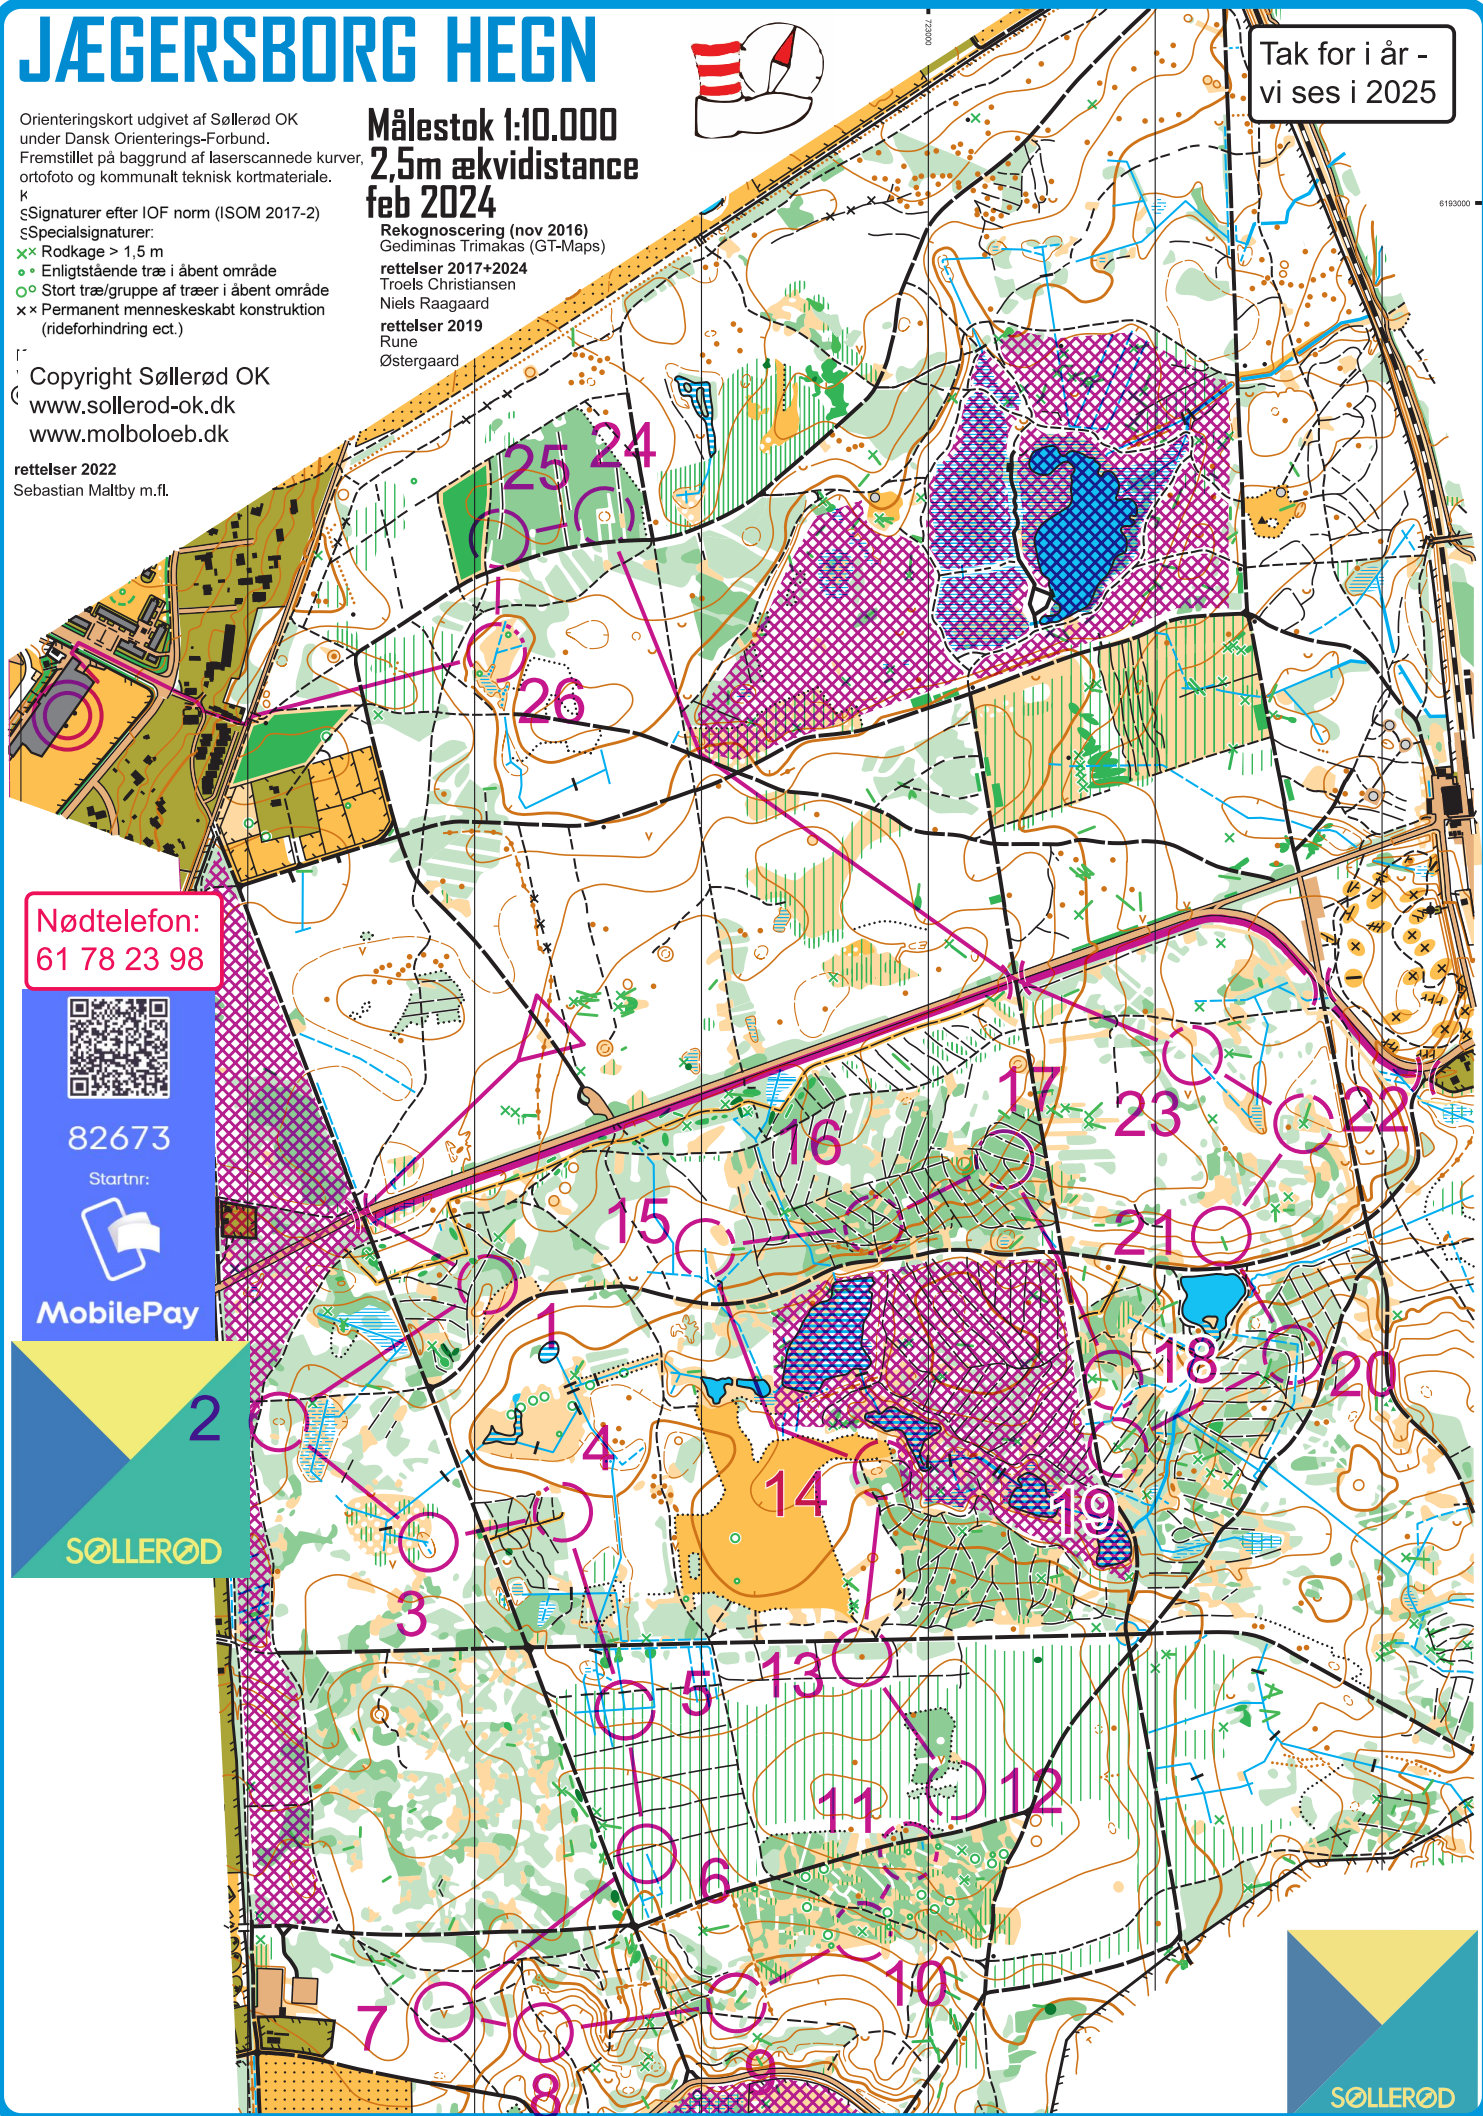 JÆGERSBORG HEGN
Tak for i år -
vi ses i 2025
Orienteringskort udgivet af Søllerød OK
under Dansk Orienterings-Forbund.
Fremstillet på baggrund af laserscannede kurver,
ortofoto og kommunalt teknisk kortmateriale.
Signaturer efter IOF norm (ISOM 2017-2)
Specialsignaturer:
Rodkage > 1,5 m
Enligtstående træ i åbent område
Stort træ/gruppe af træer i åbent område
Permanent menneskeskabt konstruktion
(rideforhindring ect.)
Copyright Søllerød OK
www.sollerod-ok.dk
www.molboloeb.dk
rettelser 2022
Sebastian Maltby m.fl.
Målestok 1:10.000
2,5m ækvidistance
feb 2024
Rekognoscering (nov 2016)
Gediminas Trimakas (GT-Maps)
rettelser 2017+2024
Troels Christiansen
Niels Raagaard
rettelser 2019
Rune
Østergaard
723000
6193000
25
24
26
Nødtelefon:
61 78 23 98
82673
Startnr:
MobilePay
17
16
23
22
15
21
1
18
20
2
4
14
19
SØLLERØD
3
13
5
12
11
6
10
7
9
8
SØLLERØD